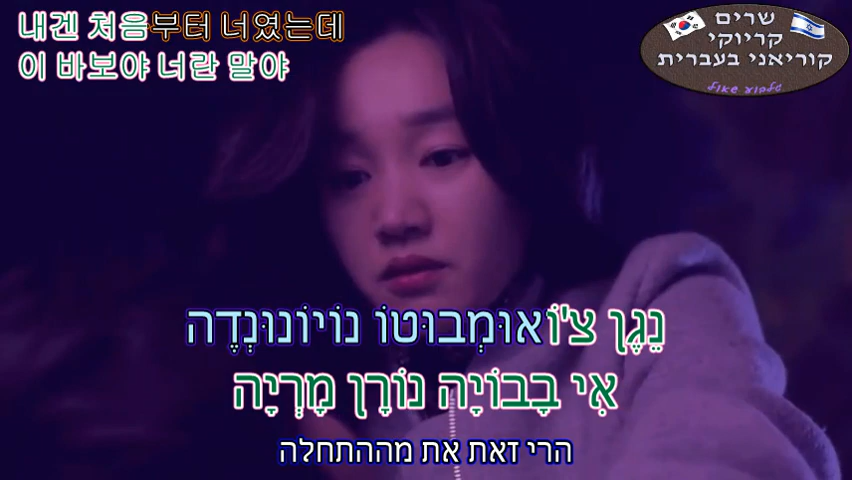 내겐 처음부터 너였는데
이 바보야 너란 말야
שרים
קריוקי
קוריאני בעברית
נֵגֶן צ'וֹאוּמְבּוּטוֹ נוֹיוֹנוּנְדֶה
אִי בָּבוֹיָה נוֹרָן מָרְיָה
הרי זאת את מההתחלה